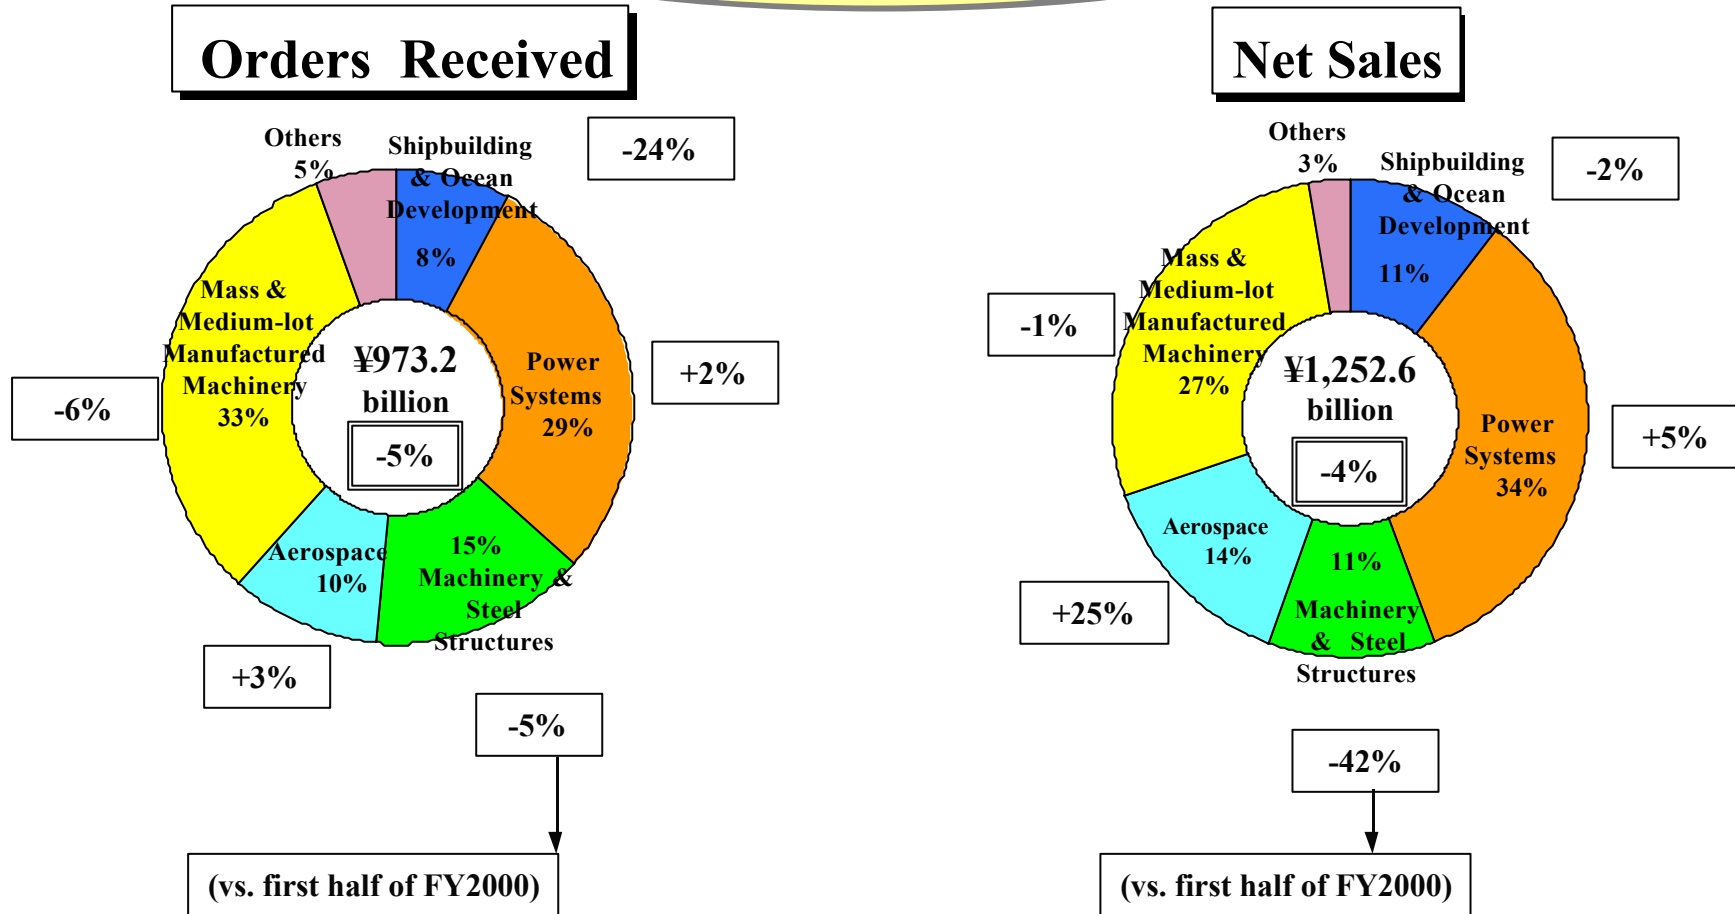 Orders Received
Others
5%
Shipbuilding
& Ocean
Development
8%
-24%
Mass &
Medium-lot
Manufactured
Machinery
33%
-6%
¥973.2
billion
-5%
Power
Systems
29%
+2%
Aerospace
10%
+3%
15%
Machinery &
Steel
Structures
-5%
(vs. first half of FY2000)
Net Sales
Others
3%
Shipbuilding
& Ocean
Development
11%
-2%
Mass &
Medium-lot
Manufactured
Machinery
27%
-1%
¥1,252.6
billion
-4%
Power
Systems
34%
+5%
Aerospace
14%
+25%
11%
Machinery
& Steel
Structures
-42%
(vs. first half of FY2000)